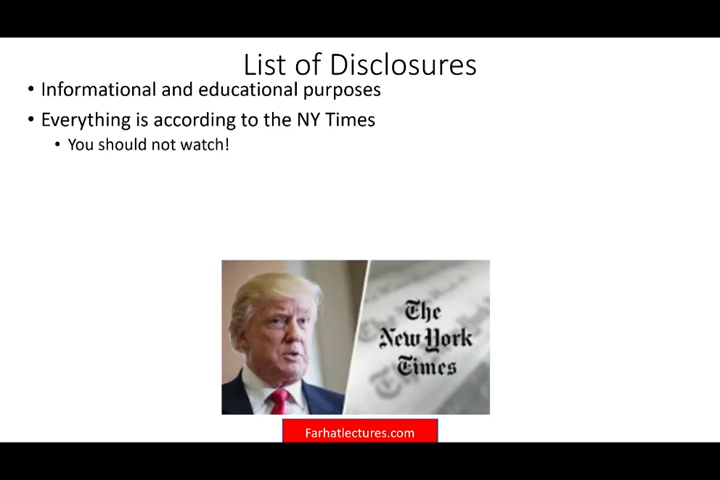 List of Disclosures
• Informational and educational purposes
• Everything is according to the NY Times
• You should not watch!
The
New York
Times
Farhatlectures.com